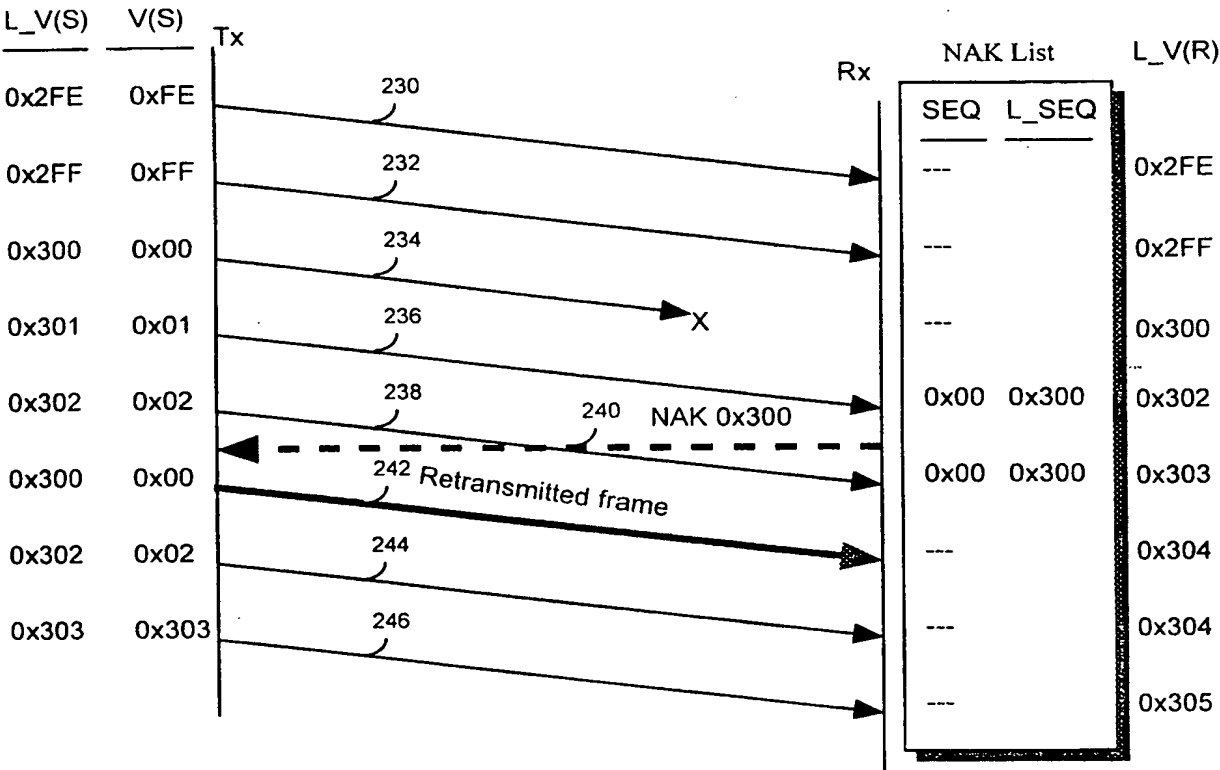 L_V(S) V(S) Tx Rx NAK List L_V(R)
SEQ L_SEQ
0x2FE 0xFE 230 --- 0x2FE
0x2FF 0xFF 232 --- 0x2FF
0x300 0x00 234 X --- 0x300
0x301 0x01 236 0x00 0x300 0x302
0x302 0x02 238 240 NAK 0x300 0x00 0x300 0x303
0x300 0x00 242 Retransmitted frame --- 0x304
0x302 0x02 244 --- 0x304
0x303 0x303 246 --- 0x305